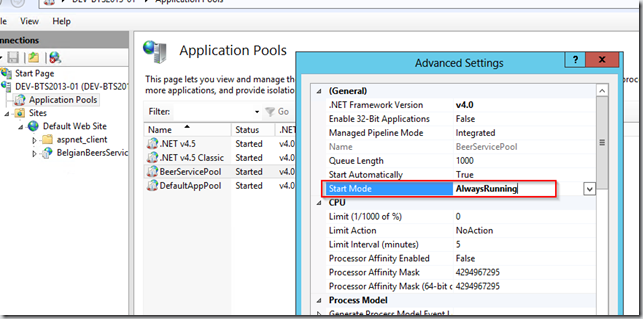 DEV-BTS2013-01
Application Pools
File
View
Help
Connections
Start Page
DEV-BTS2013-01 (DEV-BTS201
Application Pools
Sites
Default Web Site
aspnet_client
BelgianBeersServic
Application Pools
This page lets you view and manage th
more applications, and provide isolatio
Filter:
Go
Name
Status
.NET v4.5
Started
v4.0
.NET v4.5 Classic
Started
v4.0
BeerServicePool
Started
v4.0
DefaultAppPool
Started
v4.0
proc
Advanced Settings
?
x
(General)
.NET Framework Version
v4.0
Enable 32-Bit Applications
False
Managed Pipeline Mode
Integrated
Name
BeerServicePool
Queue Length
1000
Start Automatically
True
Start Mode
AlwaysRunning
CPU
Limit (1/1000 of %)
0
Limit Action
NoAction
Limit Interval (minutes)
5
Processor Affinity Enabled
False
Processor Affinity Mask
4294967295
Processor Affinity Mask (64-bit o
4294967295
Process Model
Generate Process Model Event L